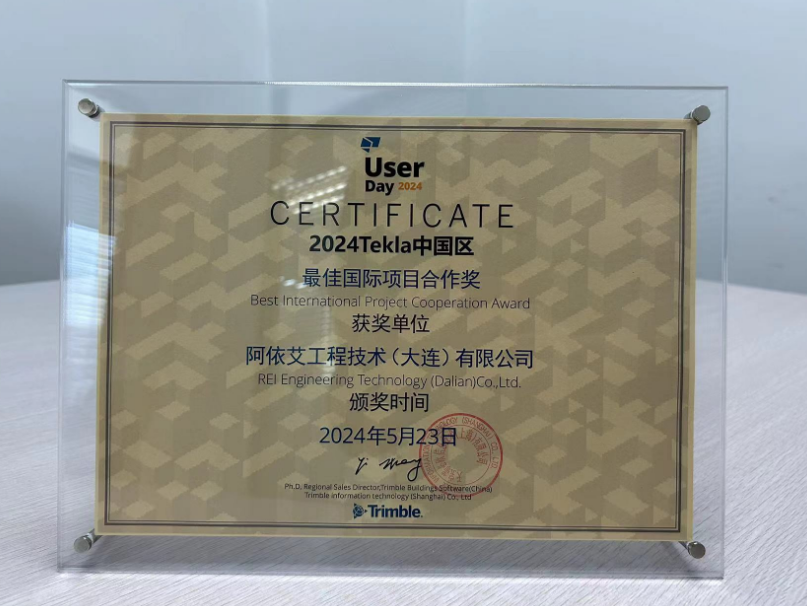 User
Day 2024
CERTIFICATE
2024Tekla中国区
最佳国际项目合作奖
Best International Project Cooperation Award
获奖单位
阿依艾工程技术（大连）有限公司
REI Engineering Technology (Dalian)Co.,Ltd.
颁奖时间
2024年5月23日
Ph.D, Regional Sales Director,Trimble Buildings Software(China)
Trimble information technology (Shanghai) Co., Ltd
Trimble.